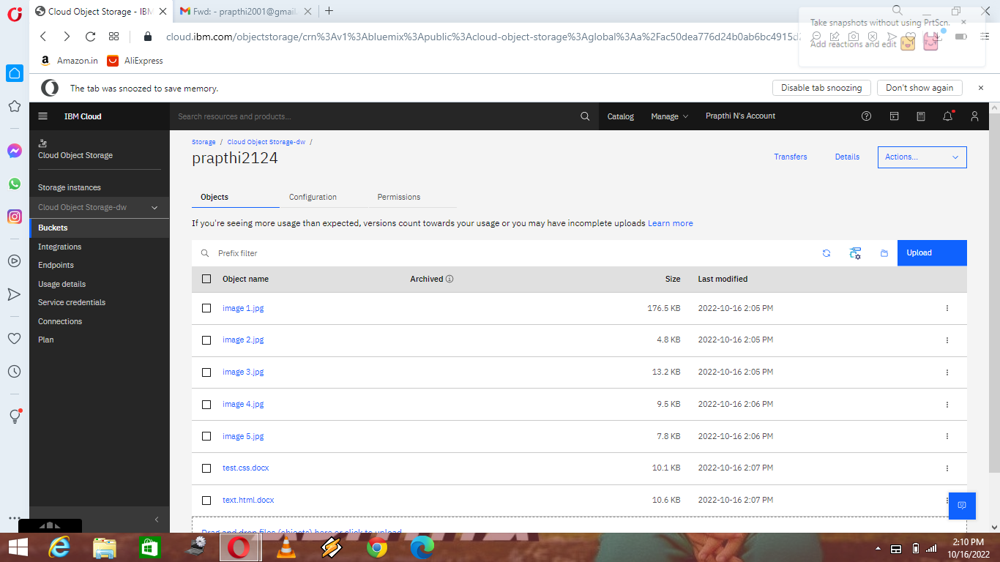 Cloud Object Storage - IBM
Fwd: - prapthi2001@gmail.
cloud.ibm.com/objectstorage/crn%3Av1%3Abluemix%3Apublic%3Acloud-object-storage%3Aglobal%3Aa%2Fac50dea776d24b0ab6bc4915d2
Take snapshots without using PrtScn.
Add reactions and edit
Amazon.in
AliExpress
The tab was snoozed to save memory.
Disable tab snoozing
Don't show again
IBM Cloud
Search resources and products...
Catalog
Manage
Prapthi N's Account
Cloud Object Storage
Storage instances
Cloud Object Storage-dw
Buckets
Integrations
Endpoints
Usage details
Service credentials
Connections
Plan
Storage / Cloud Object Storage-dw /
prapthi2124
Transfers
Details
Actions...
Objects
Configuration
Permissions
If you're seeing more usage than expected, versions count towards your usage or you may have incomplete uploads Learn more
Prefix filter
Upload
Object name Archived Size Last modified
image 1.jpg 176.5 KB 2022-10-16 2:05 PM
image 2.jpg 4.8 KB 2022-10-16 2:05 PM
image 3.jpg 13.2 KB 2022-10-16 2:05 PM
image 4.jpg 9.5 KB 2022-10-16 2:06 PM
image 5.jpg 7.8 KB 2022-10-16 2:06 PM
test.css.docx 10.1 KB 2022-10-16 2:07 PM
text.html.docx 10.6 KB 2022-10-16 2:07 PM
Drag and drop files (objects) here or click to upload
2:10 PM
10/16/2022